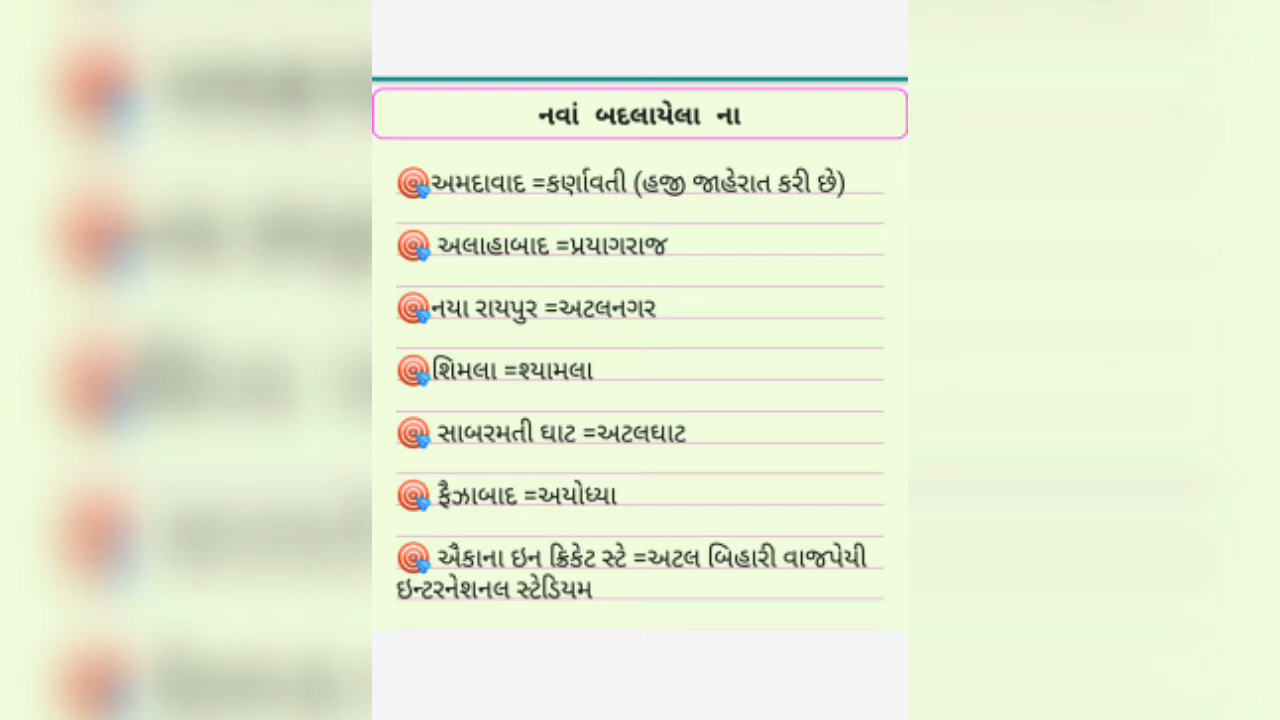 નવાં બદલાયેલા ના
🎯અમદાવાદ =કર્ણાવતી (હજી જાહેરાત કરી છે)
🎯 અલાહાબાદ =પ્રયાગરાજ
🎯નયા રાયપુર =અટલનગર
🎯શિમલા =શ્યામલા
🎯 સાબરમતી ઘાટ =અટલઘાટ
🎯 ફૈઝાબાદ =અયોધ્યા
🎯 ઐકાના ઇન ક્રિકેટ સ્ટે =અટલ બિહારી વાજપેયી
ઇન્ટરનેશનલ સ્ટેડિયમ